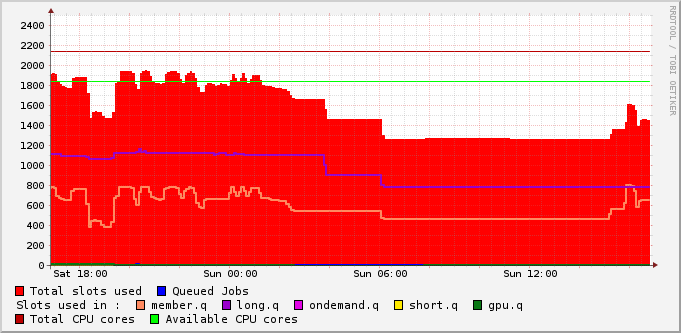 2400
2200
2000
1800
1600
1400
1200
1000
800
600
400
200
0
Sat 18:00 Sun 00:00 Sun 06:00 Sun 12:00
Total slots used Queued Jobs
Slots used in : member.q long.q ondemand.q short.q gpu.q
Total CPU cores Available CPU cores
RRDTOOL / TOBI OETIKER